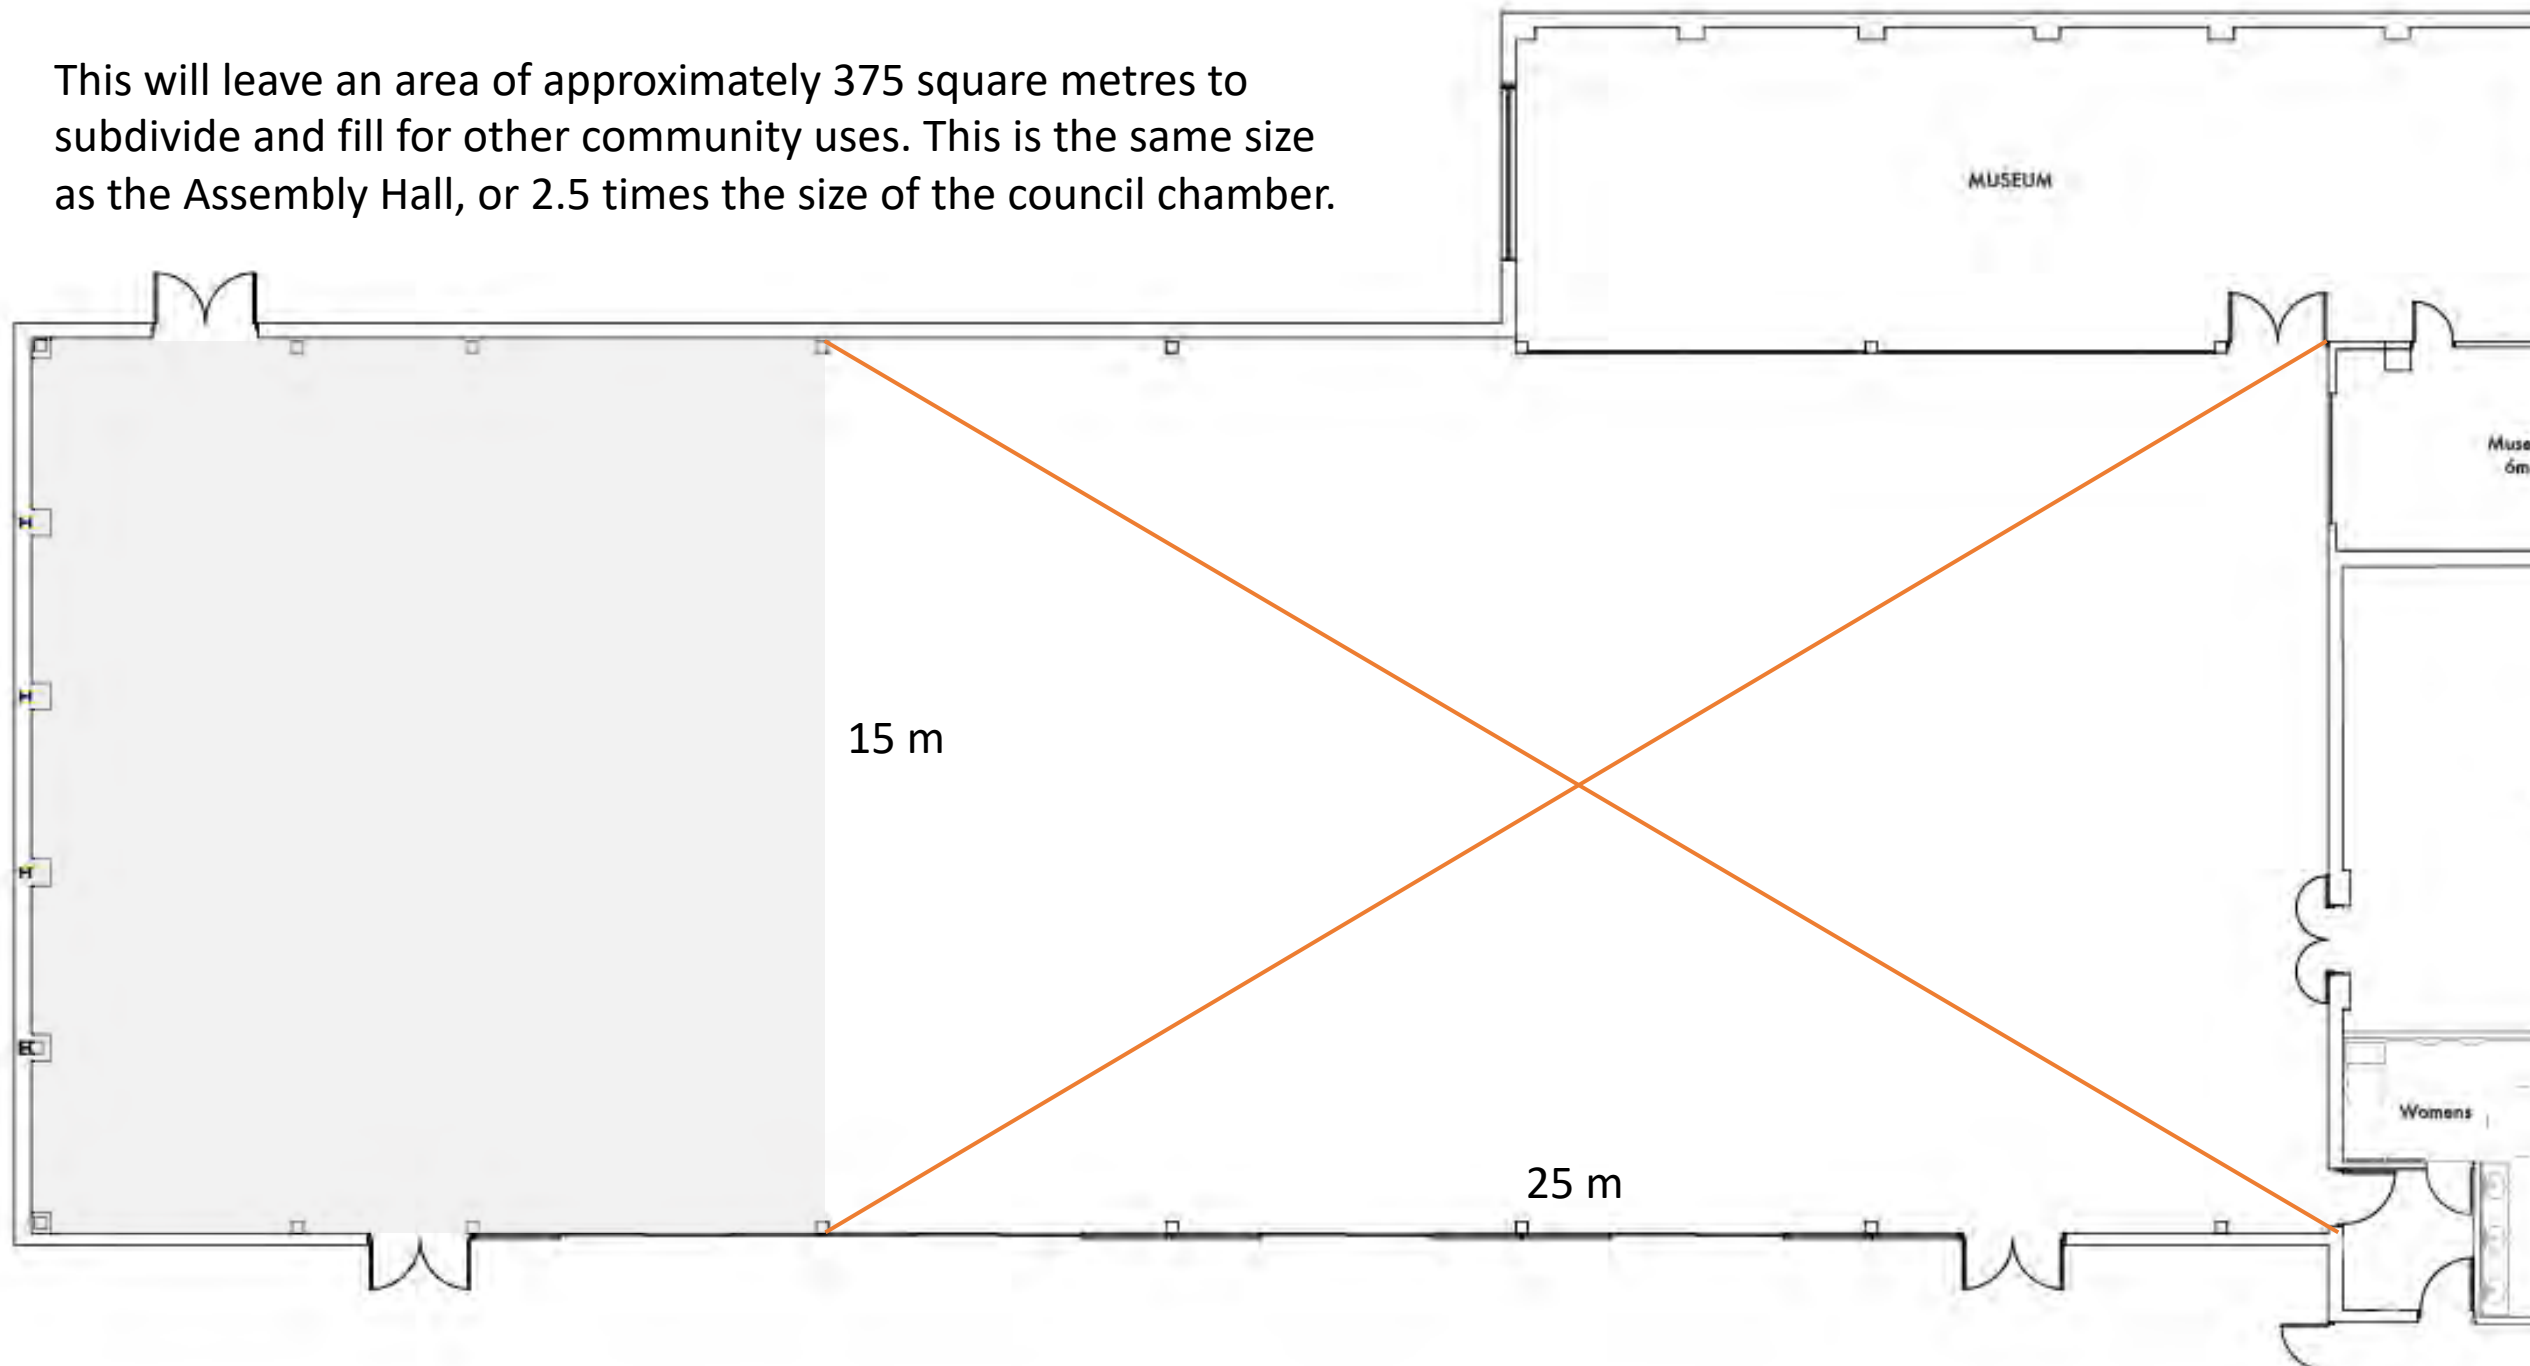 This will leave an area of approximately 375 square metres to
subdivide and fill for other community uses. This is the same size
as the Assembly Hall, or 2.5 times the size of the council chamber.
MUSEUM
Muse
6m
15 m
Womens
25 m